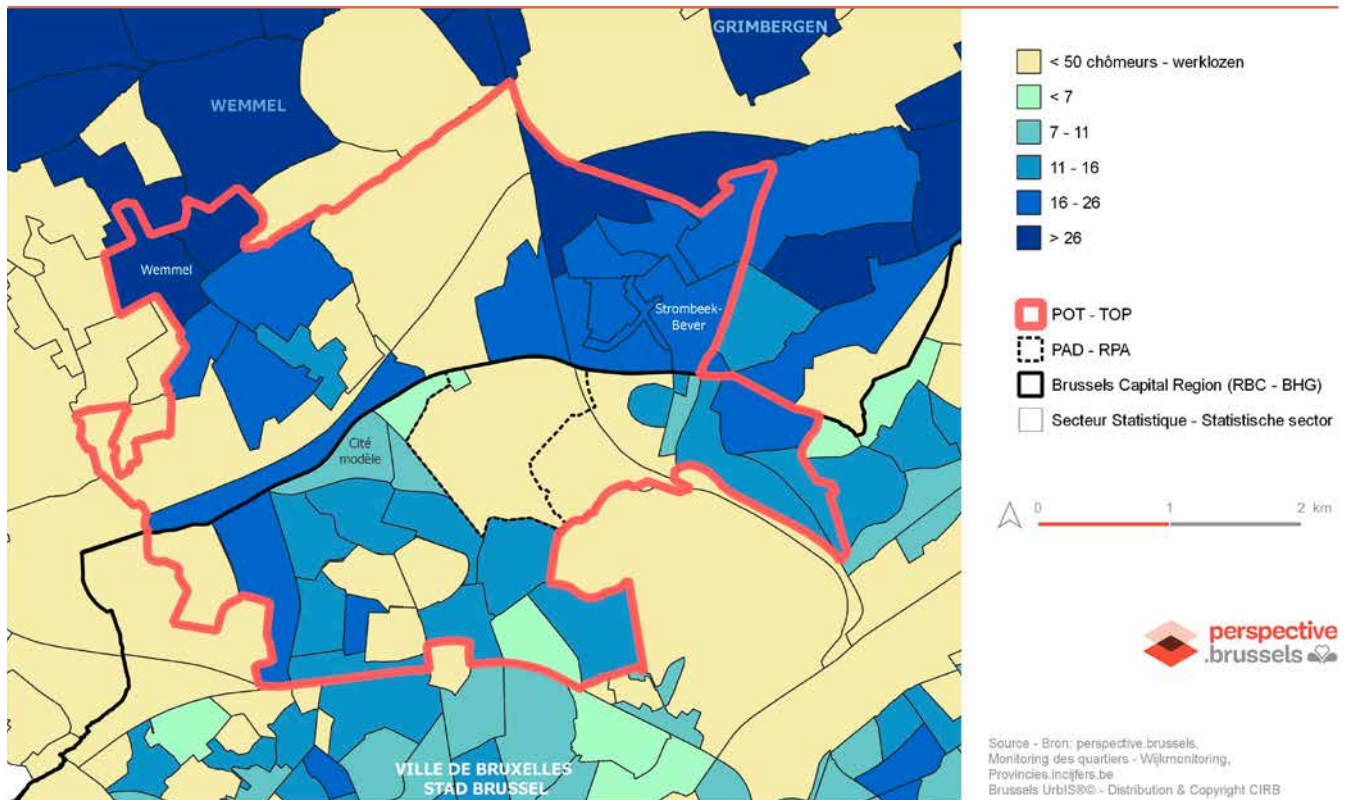 GRIMBERGEN
WEMMEL
Wemmel
Strombeek-
Bever
Cité
modèle
VILLE DE BRUXELLES
STAD BRUSSEL
< 50 chômeurs - werklozen
< 7
7 - 11
11 - 16
16 - 26
> 26
POT - TOP
PAD - RPA
Brussels Capital Region (RBC - BHG)
Secteur Statistique - Statistische sector
0 1 2 km
perspective
.brussels
Source - Bron: perspective.brussels,
Monitoring des quartiers - Wijkmonitoring,
Provincies.incijfers.be
Brussels UrbIS®© - Distribution & Copyright CIRB